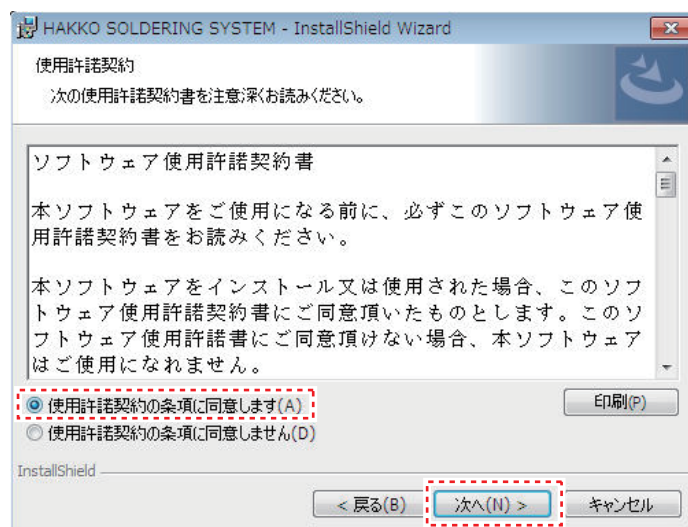 HAKKO SOLDERING SYSTEM - InstallShield Wizard
使用許諾契約
次の使用許諾契約書を注意深くお読みください。
ソフトウェア使用許諾契約書
本ソフトウェアをご使用になる前に、必ずこのソフトウェア使
用許諾契約書をお読みください。
本ソフトウェアをインストール又は使用された場合、このソフ
トウェア使用許諾契約書にご同意頂いたものとします。このソ
フトウェア使用許諾書にご同意頂けない場合、本ソフトウェア
はご使用になれません。
使用許諾契約の条項に同意します(A)
印刷(P)
使用許諾契約の条項に同意しません(D)
InstallShield
< 戻る(B)
次へ(N) >
キャンセル